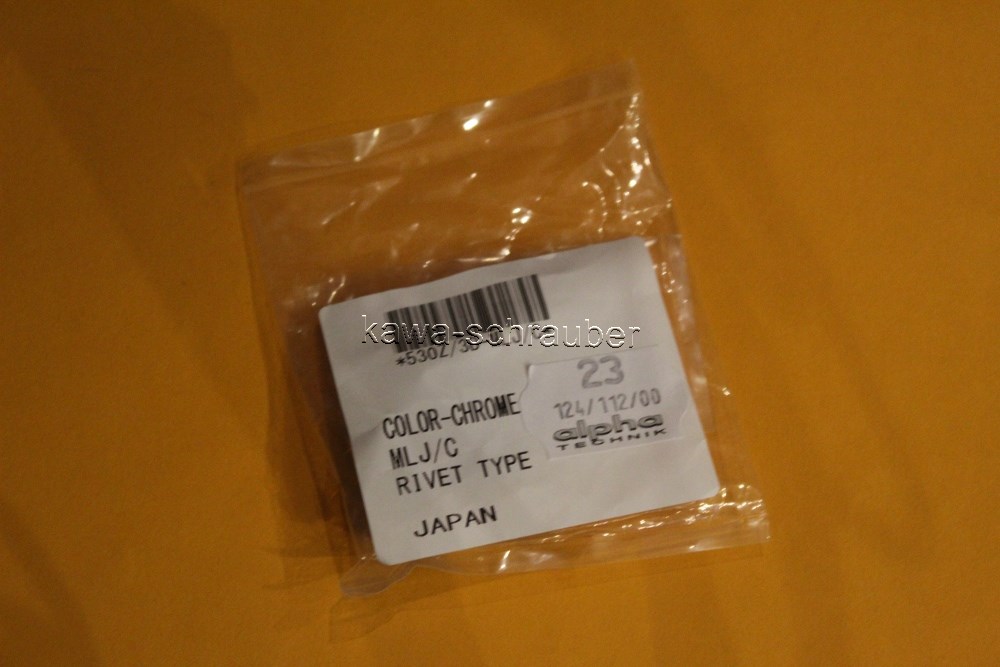 kawa-schrauber
COLOR-CHROME
MLJ/C
RIVET TYPE
JAPAN
23
124/112/00
alpha
TECHNIK